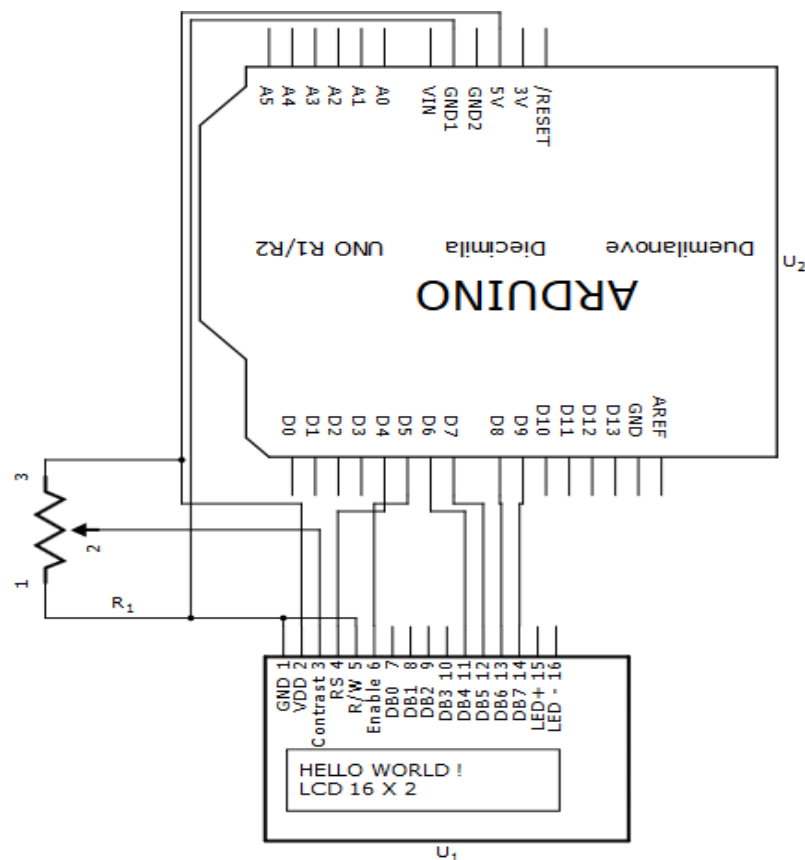 A5 A4 A3 A2 A1 A0 VIN GND1 GND2 5V 3V /RESET
UNO R1/R2 Diecimila Duemilanove
ARDUINO
U2
D0 D1 D2 D3 D4 D5 D6 D7 D8 D9 D10 D11 D12 D13 GND AREF
3
2
1
R1
GND 1
VDD 2
Contrast 3
RS 4
R/W 5
Enable 6
DB0 7
DB1 8
DB2 9
DB3 10
DB4 11
DB5 12
DB6 13
DB7 14
LED+ 15
LED - 16
HELLO WORLD !
LCD 16 X 2
U1